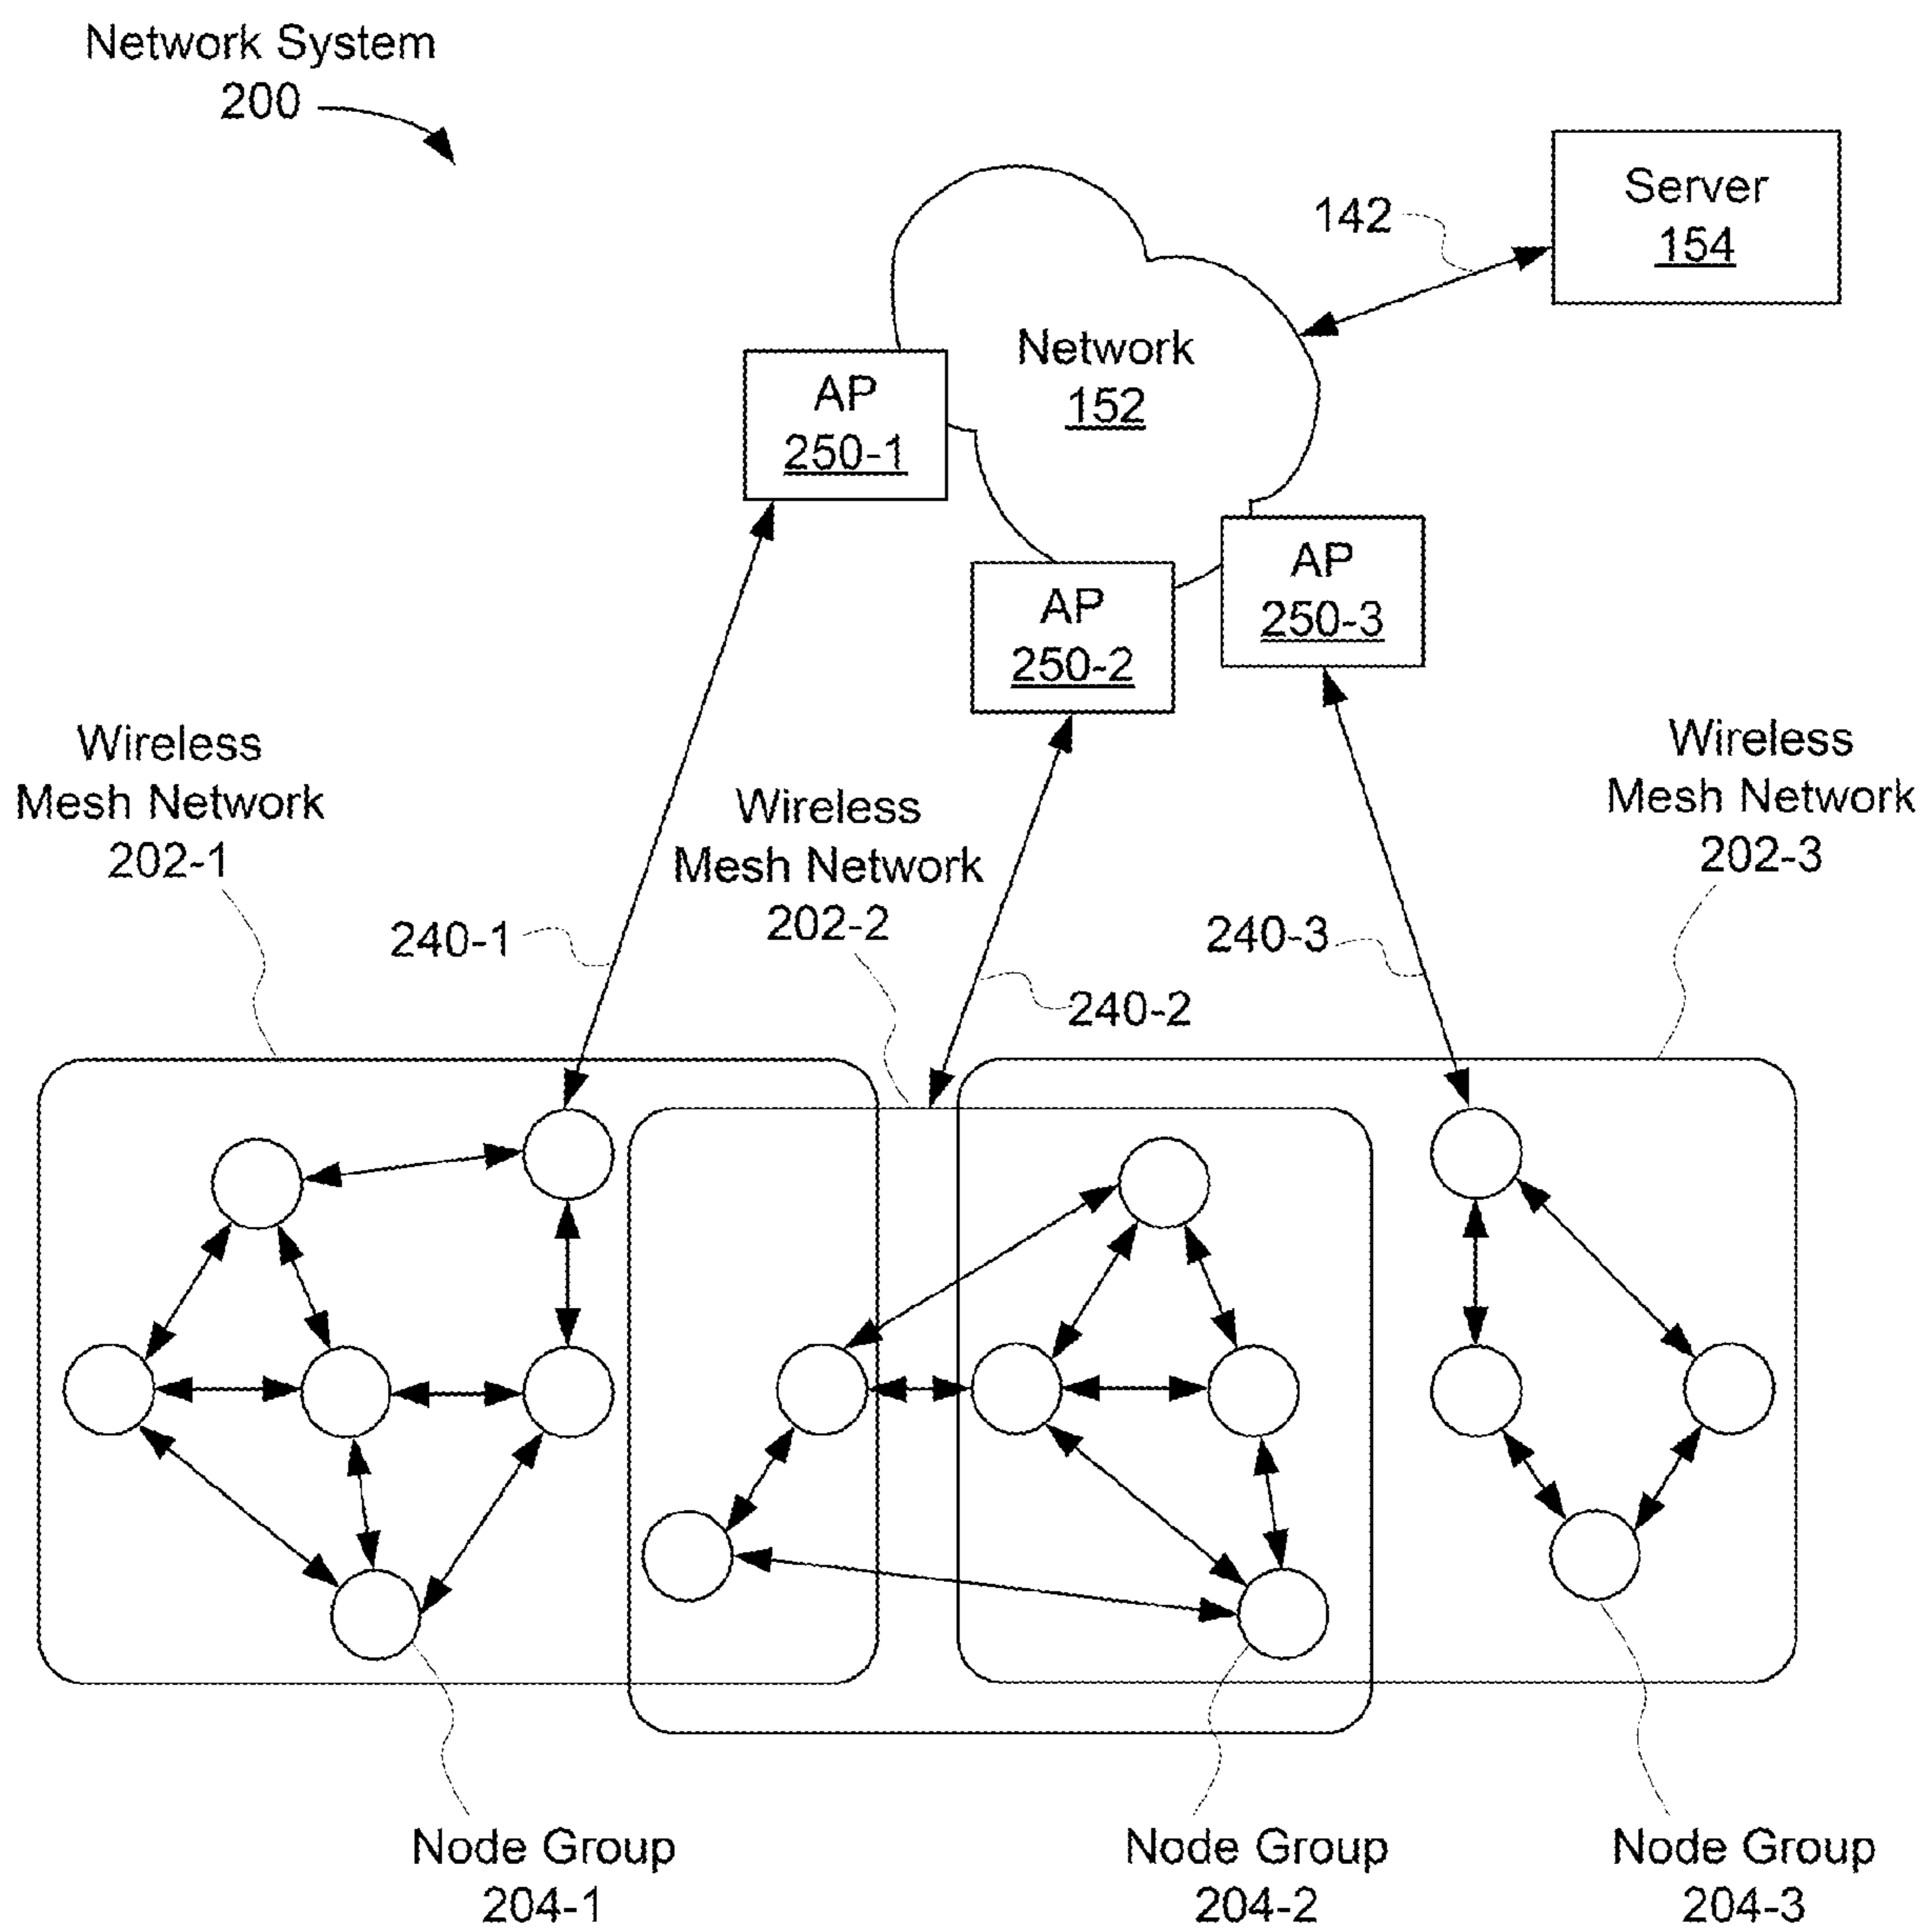 Network System
200
142
Server
154
Network
152
AP
250-1
AP
250-2
AP
250-3
Wireless
Mesh Network
202-1
Wireless
Mesh Network
202-2
Wireless
Mesh Network
202-3
240-1
240-2
240-3
Node Group
204-1
Node Group
204-2
Node Group
204-3